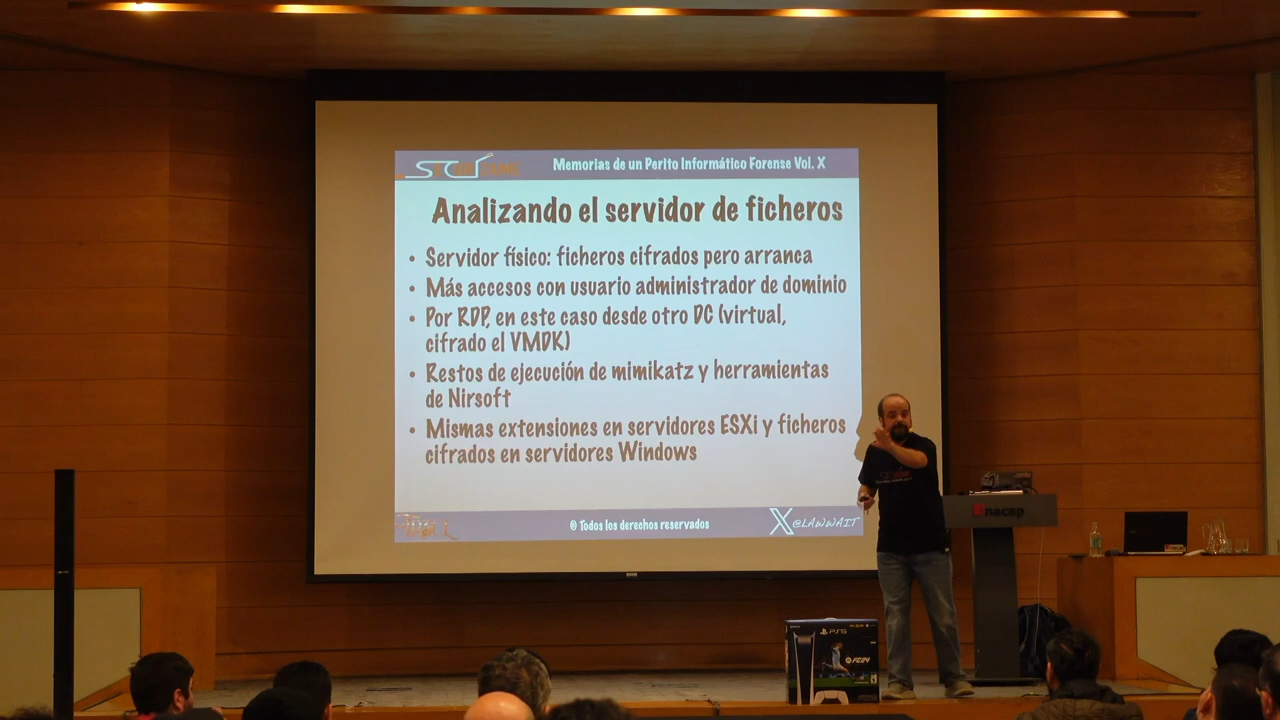 Memorias de un Perito Informático Forense Vol. X
Analizando el servidor de ficheros
• Servidor físico: ficheros cifrados pero arranca
• Más accesos con usuario administrador de dominio
• Por RDP, en este caso desde otro DC (virtual,
cifrado el VMDK)
• Restos de ejecución de mimikatz y herramientas
de Nirsoft
• Mismas extensiones en servidores ESXi y ficheros
cifrados en servidores Windows
© Todos los derechos reservados
X @LAWWAIT
inacap
PS5
FC24